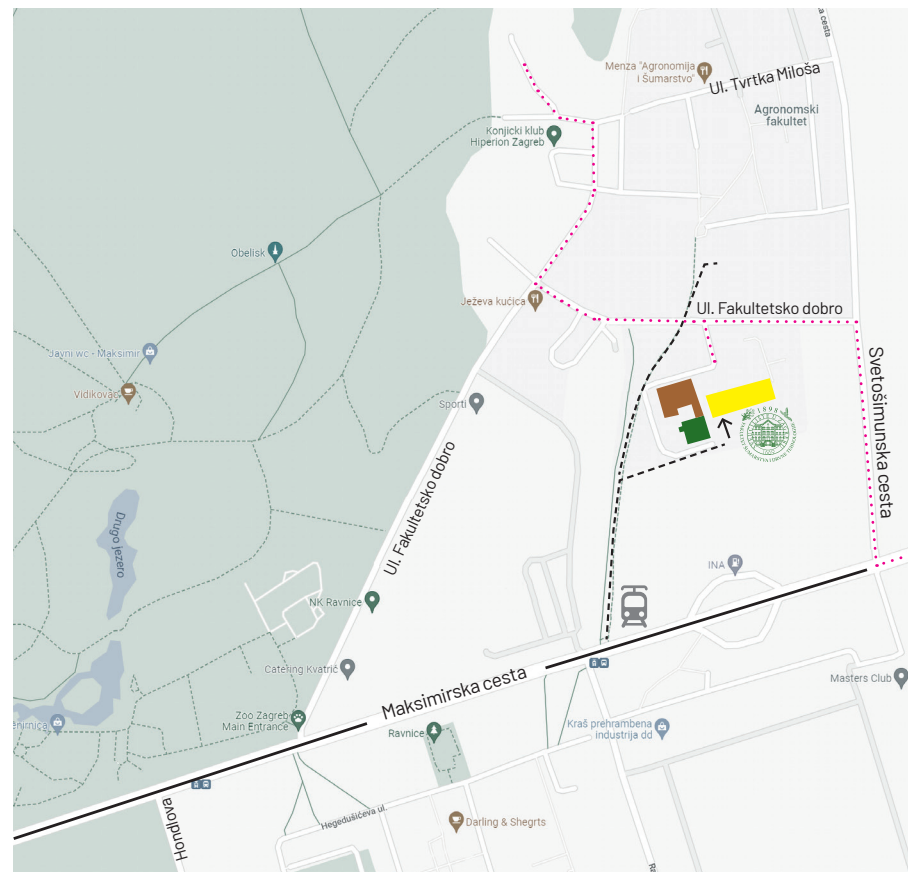 a cesta
Menza "Agronomija
i Šumarstvo"
Ul. Tvrtka Miloša
Agronomski
fakultet
Konjicki klub
Hiperion Zagreb
Obelisk
Ježeva kućica
Ul. Fakultetsko dobro
Javni wc - Maksimir
Vidikovac
Sporti
1898
Svetošimunska cesta
Ul. Fakultetsko dobro
Drugo jezero
INA
NK Ravnice
Catering Kvatrić
Maksimirska cesta
Masters Club
Zoo Zagreb
Main Entrance
Ravnice
Kraš prehrambena
industrija dd
Hondlova
Hegedušićeva ul.
Darling & Shegrts